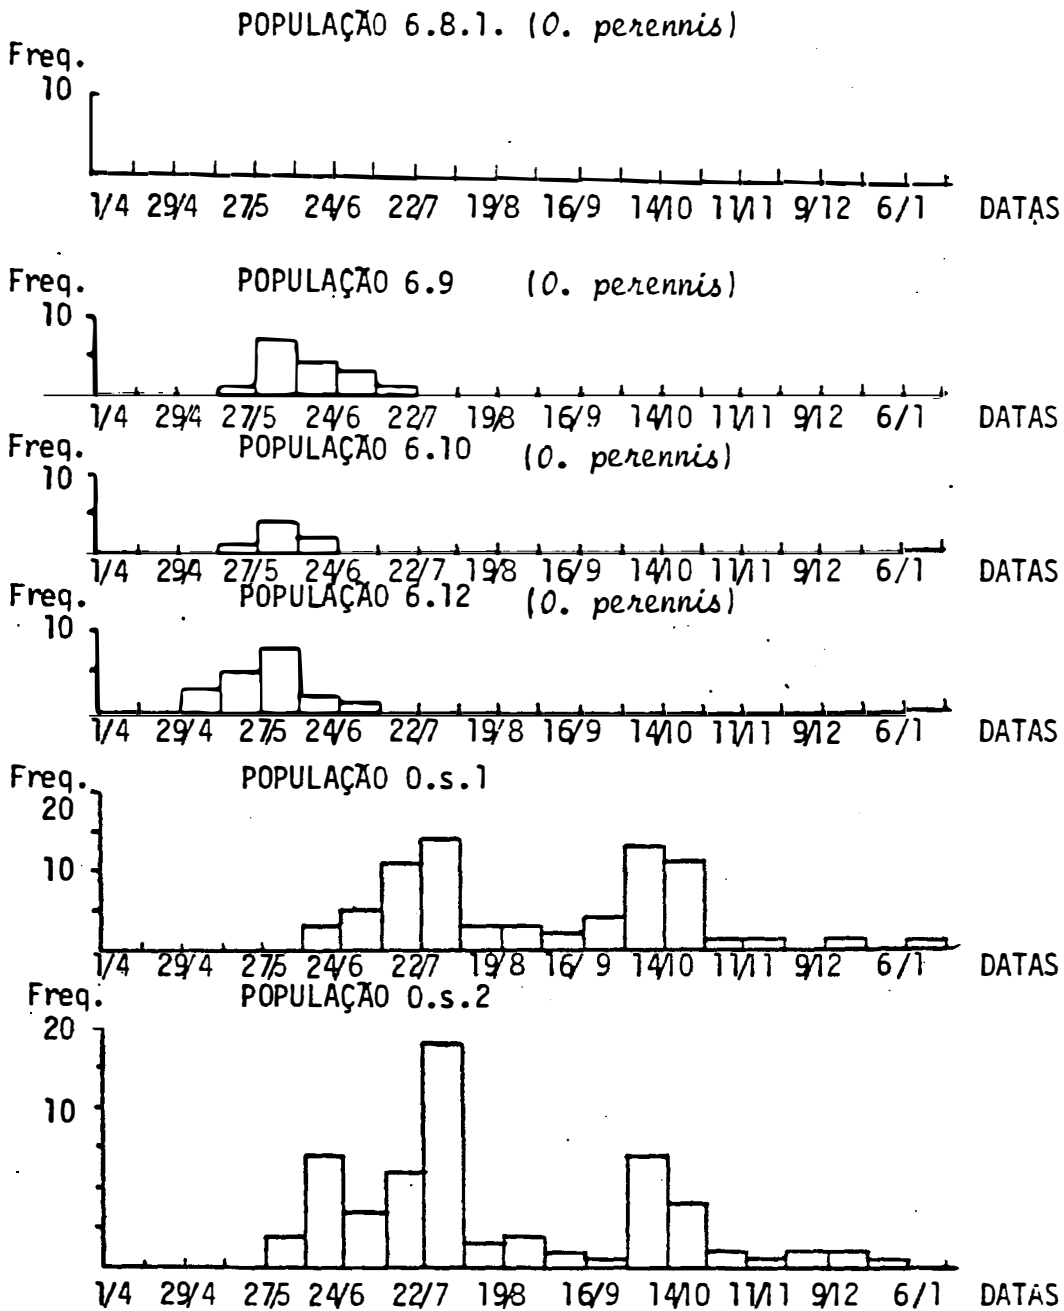 POPULAÇÃO 6.8.1. (O. perennis)
Freq.
10
1/4 29/4 27/5 24/6 22/7 19/8 16/9 14/10 11/11 9/12 6/1 DATAS
Freq. POPULAÇÃO 6.9 (O. perennis)
10
1/4 29/4 27/5 24/6 22/7 19/8 16/9 14/10 11/11 9/12 6/1 DATAS
Freq. POPULAÇÃO 6.10 (O. perennis)
10
1/4 29/4 27/5 24/6 22/7 19/8 16/9 14/10 11/11 9/12 6/1 DATAS
Freq. POPULAÇÃO 6.12 (O. perennis)
10
1/4 29/4 27/5 24/6 22/7 19/8 16/9 14/10 11/11 9/12 6/1 DATAS
Freq. POPULAÇÃO O.s.1
20
10
1/4 29/4 27/5 24/6 22/7 19/8 16/9 14/10 11/11 9/12 6/1 DATAS
Freq. POPULAÇÃO O.s.2
20
10
1/4 29/4 27/5 24/6 22/7 19/8 16/9 14/10 11/11 9/12 6/1 DATAS